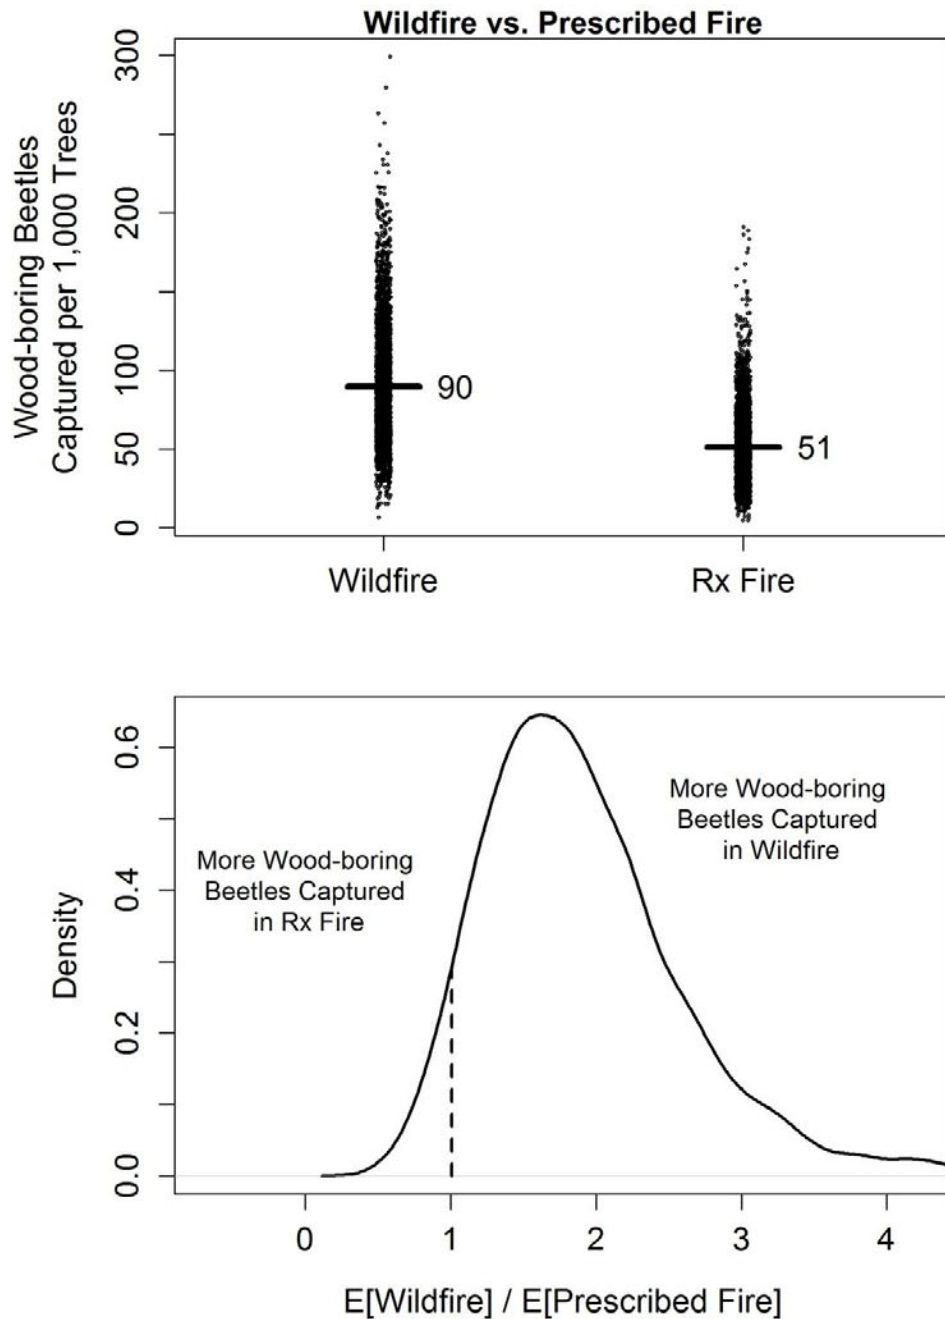 Wildfire vs. Prescribed Fire
Wood-boring Beetles
Captured per 1,000 Trees
300
200
100
50
0
90
51
Wildfire
Rx Fire
Density
0.6
0.4
0.2
0.0
More Wood-boring
Beetles Captured
in Rx Fire
More Wood-boring
Beetles Captured
in Wildfire
0
1
2
3
4
E[Wildfire] / E[Prescribed Fire]